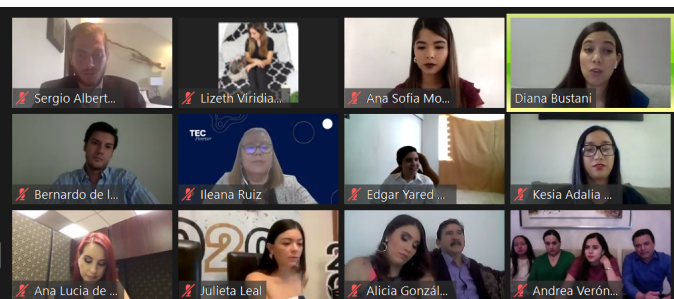 Sergio Albert...
Lizeth Viridia...
Ana Sofia Mo...
Diana Bustani
TEC
Bernardo de l...
Ileana Ruiz
Edgar Yared ...
Kesia Adalia ...
2020
Ana Lucia de ...
Julieta Leal
Alicia Gonzál...
Andrea Verón...